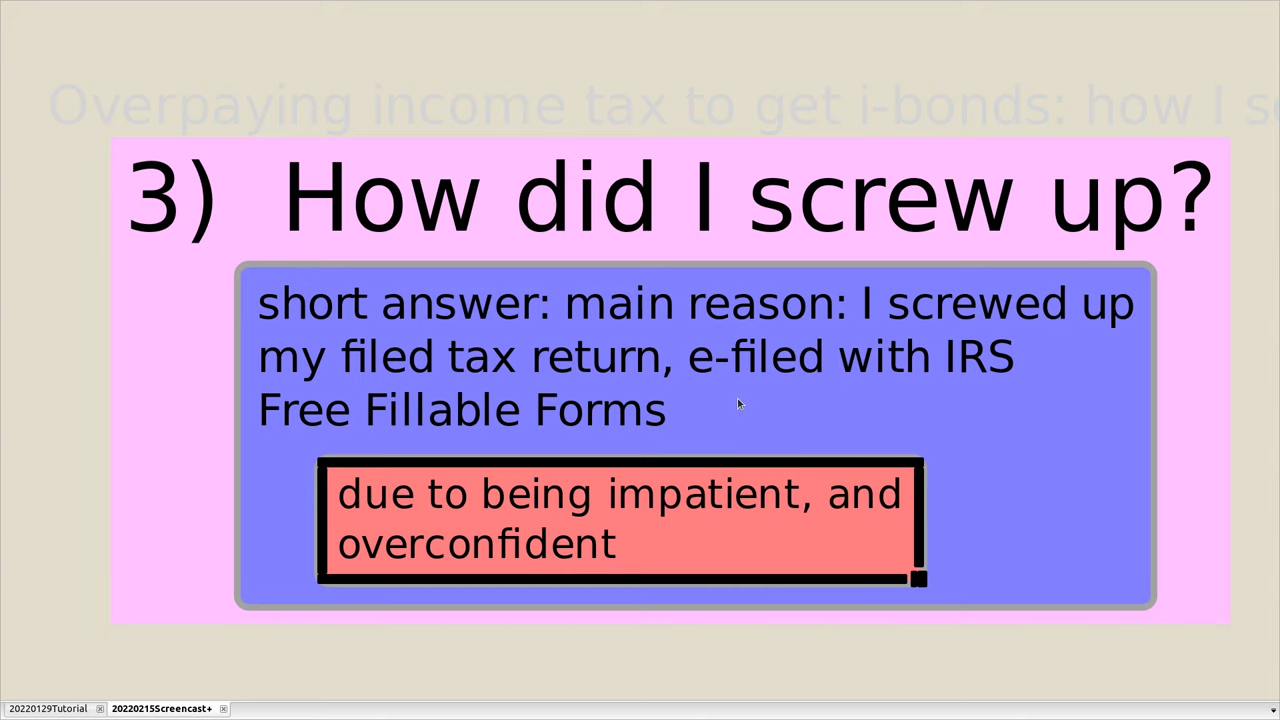 Overpaying income tax to get i-bonds: how I
3) How did I screw up?
short answer: main reason: I screwed up
my filed tax return, e-filed with IRS
Free Fillable Forms
due to being impatient, and
overconfident
20220129Tutorial 20220215Screencast+